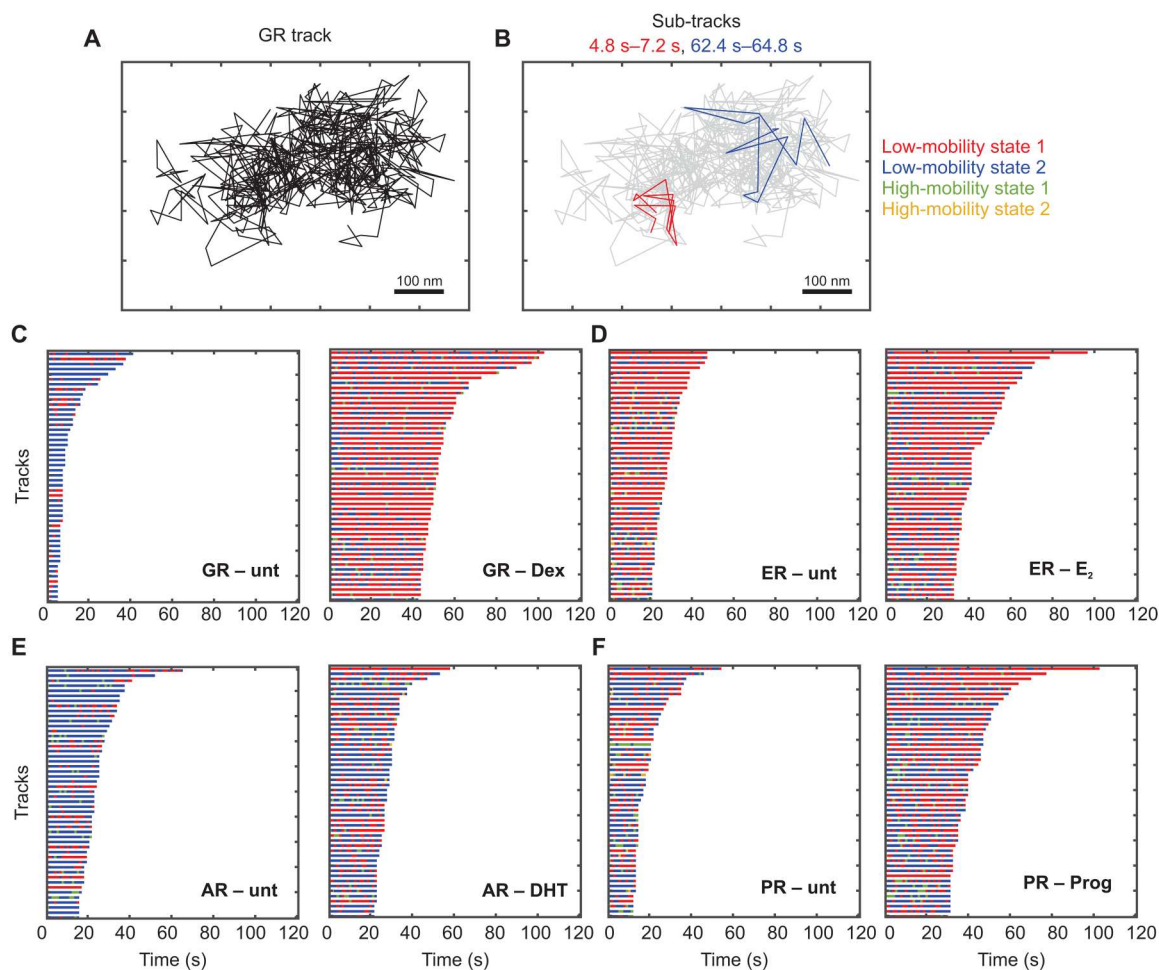 A
GR track
100 nm
B
Sub-tracks
4.8 s–7.2 s, 62.4 s–64.8 s
100 nm
Low-mobility state 1
Low-mobility state 2
High-mobility state 1
High-mobility state 2
C
Tracks
GR – unt
0 20 40 60 80 100 120
GR – Dex
0 20 40 60 80 100 120
D
ER – unt
0 20 40 60 80 100 120
ER – E₂
0 20 40 60 80 100 120
E
Tracks
AR – unt
0 20 40 60 80 100 120
Time (s)
AR – DHT
0 20 40 60 80 100 120
Time (s)
F
PR – unt
0 20 40 60 80 100 120
Time (s)
PR – Prog
0 20 40 60 80 100 120
Time (s)